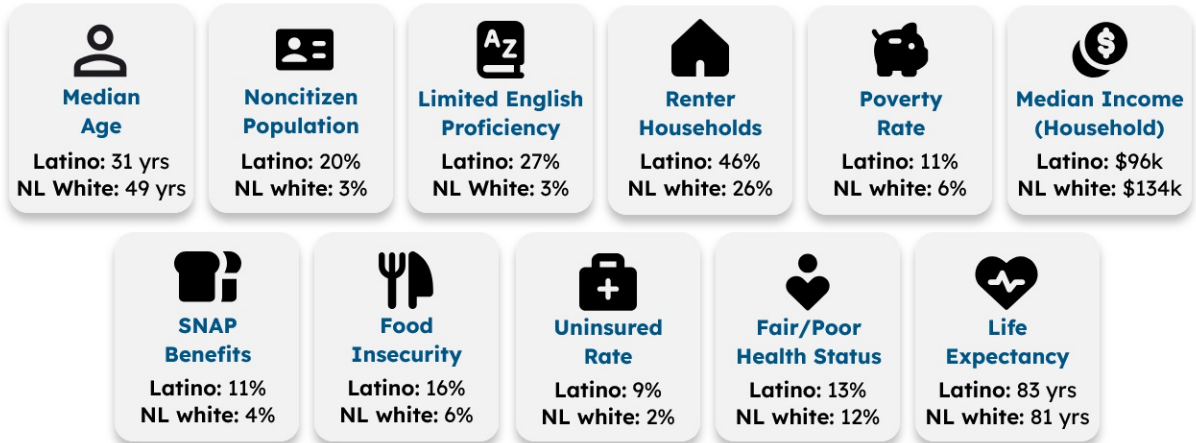 AZ
Median
Age
Latino: 31 yrs
NL White: 49 yrs
Noncitizen
Population
Latino: 20%
NL white: 3%
Limited English
Proficiency
Latino: 27%
NL White: 3%
Renter
Households
Latino: 46%
NL white: 26%
Poverty
Rate
Latino: 11%
NL white: 6%
$
Median Income
(Household)
Latino: $96k
NL white: $134k
SNAP
Benefits
Latino: 11%
NL white: 4%
Food
Insecurity
Latino: 16%
NL white: 6%
Uninsured
Rate
Latino: 9%
NL white: 2%
Fair/Poor
Health Status
Latino: 13%
NL white: 12%
Life
Expectancy
Latino: 83 yrs
NL white: 81 yrs